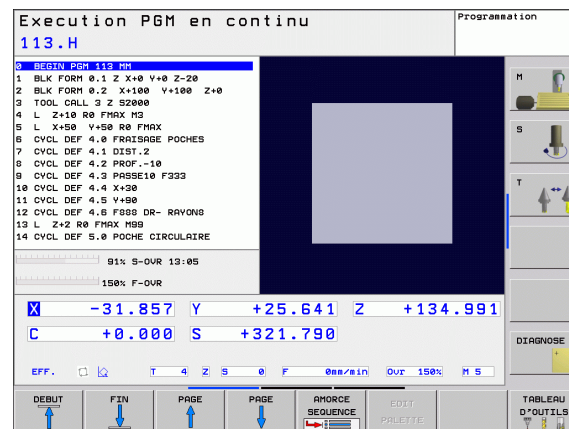 Execution PGM en continu
Programmation
113.H
0 BEGIN PGM 113 MM
1 BLK FORM 0.1 Z X+0 Y+0 Z-20
2 BLK FORM 0.2 X+100 Y+100 Z+0
3 TOOL CALL 3 Z S2000
4 L Z+10 R0 FMAX M3
5 L X+50 Y+50 R0 FMAX
6 CYCL DEF 4.0 FRAISAGE POCHES
7 CYCL DEF 4.1 DIST.2
8 CYCL DEF 4.2 PROF.-10
9 CYCL DEF 4.3 PASSE10 F333
10 CYCL DEF 4.4 X+30
11 CYCL DEF 4.5 Y+90
12 CYCL DEF 4.6 F888 DR- RAYON8
13 L Z+2 R0 FMAX M99
14 CYCL DEF 5.0 POCHE CIRCULAIRE
M
S
T
91% S-OVR 13:05
150% F-OVR
X -31.857 Y +25.641 Z +134.991
C +0.000 S +321.790
DIAGNOSE
EFF. T 4 Z S 0 F 0mm/min Ovr 150% M 5
DEBUT FIN PAGE PAGE AMORCE SEQUENCE EDIT PALETTE TABLEAU D'OUTILS